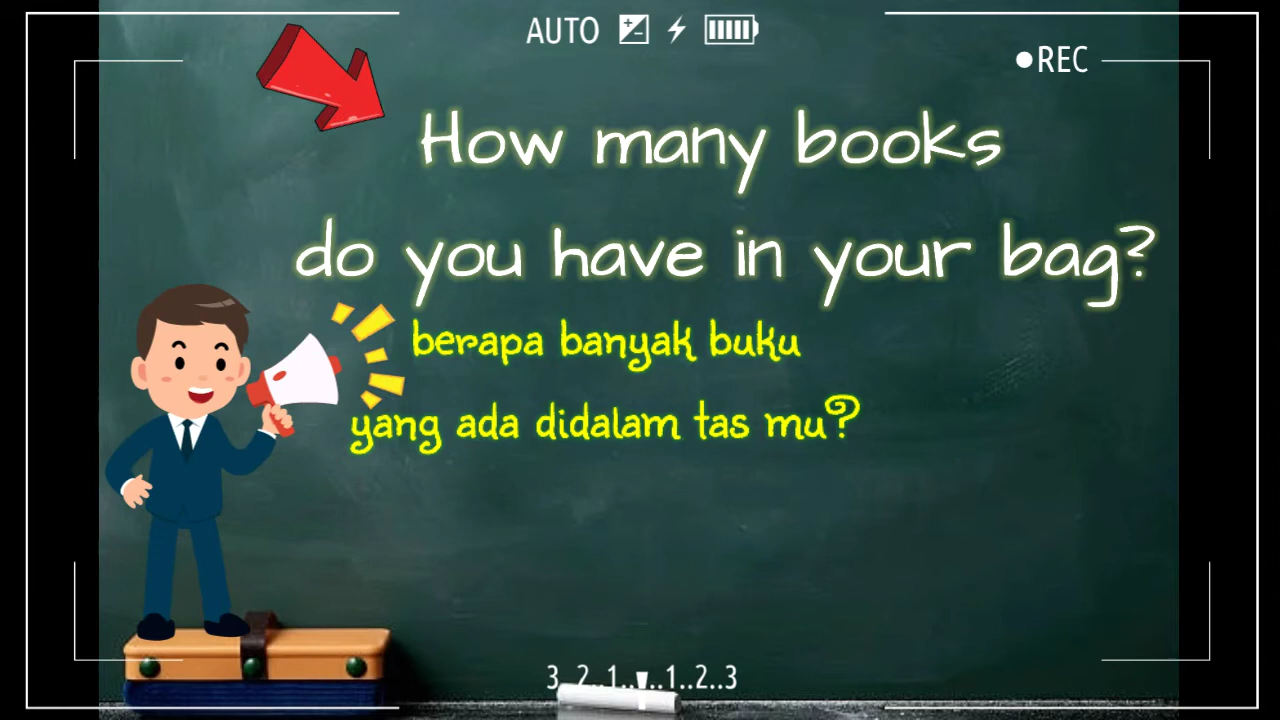 AUTO
REC
How many books
do you have in your bag?
berapa banyak buku
yang ada didalam tas mu?
3..2..1.. ..1..2..3